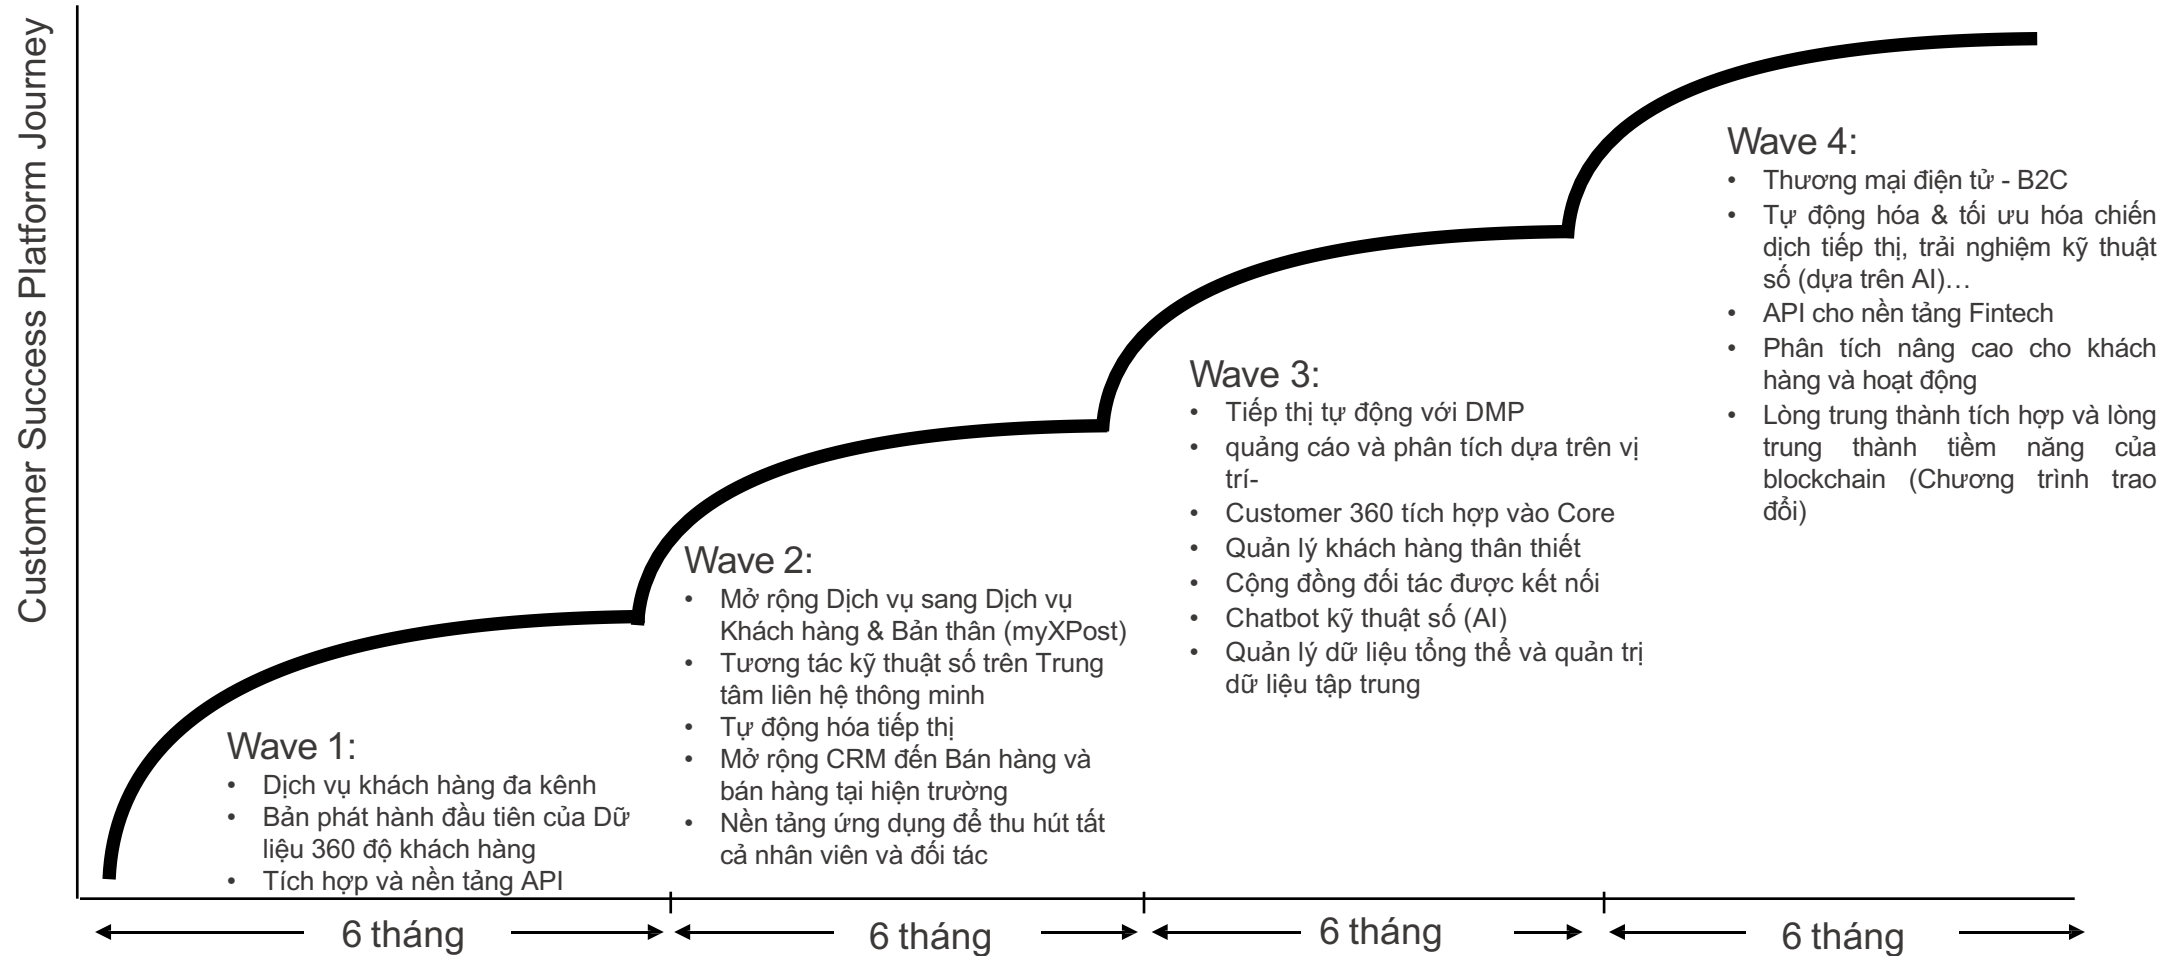 Customer Success Platform Journey
Wave 1:
• Dịch vụ khách hàng đa kênh
• Bản phát hành đầu tiên của Dữ
liệu 360 độ khách hàng
• Tích hợp và nền tảng API
Wave 2:
• Mở rộng Dịch vụ sang Dịch vụ
Khách hàng & Bản thân (myXPost)
• Tương tác kỹ thuật số trên Trung
tâm liên hệ thông minh
• Tự động hóa tiếp thị
• Mở rộng CRM đến Bán hàng và
bán hàng tại hiện trường
• Nền tảng ứng dụng để thu hút tất
cả nhân viên và đối tác
Wave 3:
• Tiếp thị tự động với DMP
• quảng cáo và phân tích dựa trên vị
trí-
• Customer 360 tích hợp vào Core
• Quản lý khách hàng thân thiết
• Cộng đồng đối tác được kết nối
• Chatbot kỹ thuật số (AI)
• Quản lý dữ liệu tổng thể và quản trị
dữ liệu tập trung
Wave 4:
• Thương mại điện tử - B2C
• Tự động hóa & tối ưu hóa chiến
dịch tiếp thị, trải nghiệm kỹ thuật
số (dựa trên AI)…
• API cho nền tảng Fintech
• Phân tích nâng cao cho khách
hàng và hoạt động
• Lòng trung thành tích hợp và lòng
trung thành tiềm năng của
blockchain (Chương trình trao
đổi)
6 tháng
6 tháng
6 tháng
6 tháng